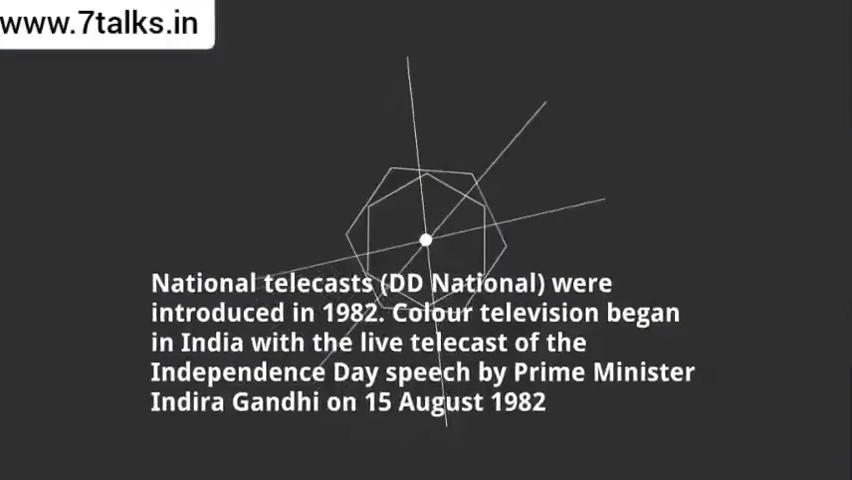 www.7talks.in
National telecasts (DD National) were
introduced in 1982. Colour television began
in India with the live telecast of the
Independence Day speech by Prime Minister
Indira Gandhi on 15 August 1982